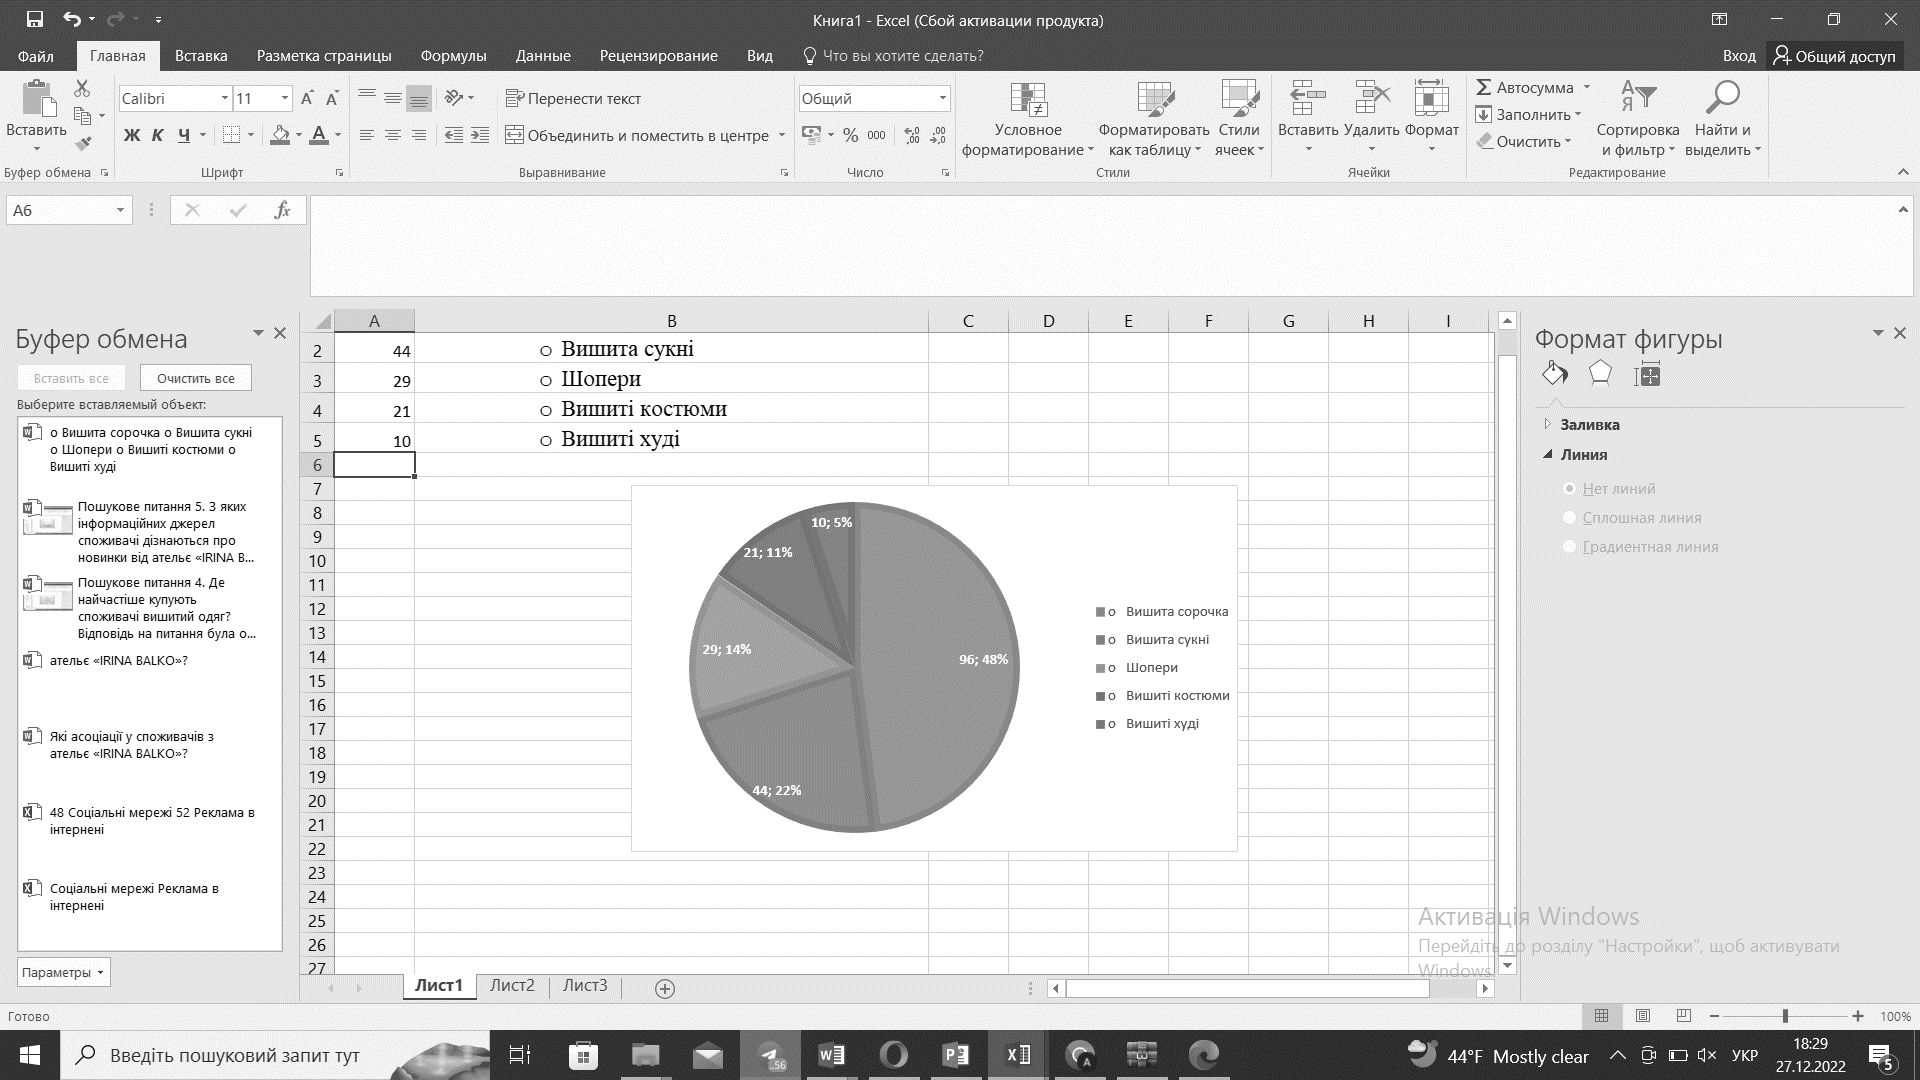 Книга1 - Excel (Сбой активации продукта)
Файл Главная Вставка Разметка страницы Формулы Данные Рецензирование Вид Что вы хотите сделать? Вход Общий доступ
Вставить
Буфер обмена
Calibri 11
Ж К Ч А
Шрифт
Перенести текст
Объединить и поместить в центре
Выравнивание
Общий
% 000 ,00
Число
Условное форматирование
Форматировать как таблицу
Стили ячеек
Стили
Вставить Удалить Формат
Ячейки
Автосумма
Заполнить
Очистить
Сортировка и фильтр
Найти и выделить
Редактирование
A6 fx
Буфер обмена
Вставить все Очистить все
Выберите вставляемый объект:
о Вишита сорочка о Вишита сукні
о Шопери о Вишиті костюми о
Вишиті худі
Пошукове питання 5. З яких
інформаційних джерел
споживачі дізнаються про
новинки від ательє «IRINA B...
Пошукове питання 4. Де
найчастіше купують
споживачі вишитий одяг?
Відповідь на питання була о...
ательє «IRINA BALKO»?
Які асоціації у споживачів з
ательє «IRINA BALKO»?
48 Соціальні мережі 52 Реклама в
інтернені
Соціальні мережі Реклама в
інтернені
Параметры
A B C D E F G H I
2 44 o Вишита сукні
3 29 o Шопери
4 21 o Вишиті костюми
5 10 o Вишиті худі
6
7
8
9
10
11
12
13
14
15
16
17
18
19
20
21
22
23
24
25
26
27
10; 5%
21; 11%
29; 14%
96; 48%
44; 22%
o Вишита сорочка
o Вишита сукні
o Шопери
o Вишиті костюми
o Вишиті худі
Формат фигуры
Заливка
Линия
Нет линий
Сплошная линия
Градиентная линия
Активація Windows
Перейдіть до розділу "Настройки", щоб активувати
Windows.
Лист1 Лист2 Лист3
Готово 100%
Введіть пошуковий запит тут
..56
44°F Mostly clear УКР 18:29
27.12.2022
5